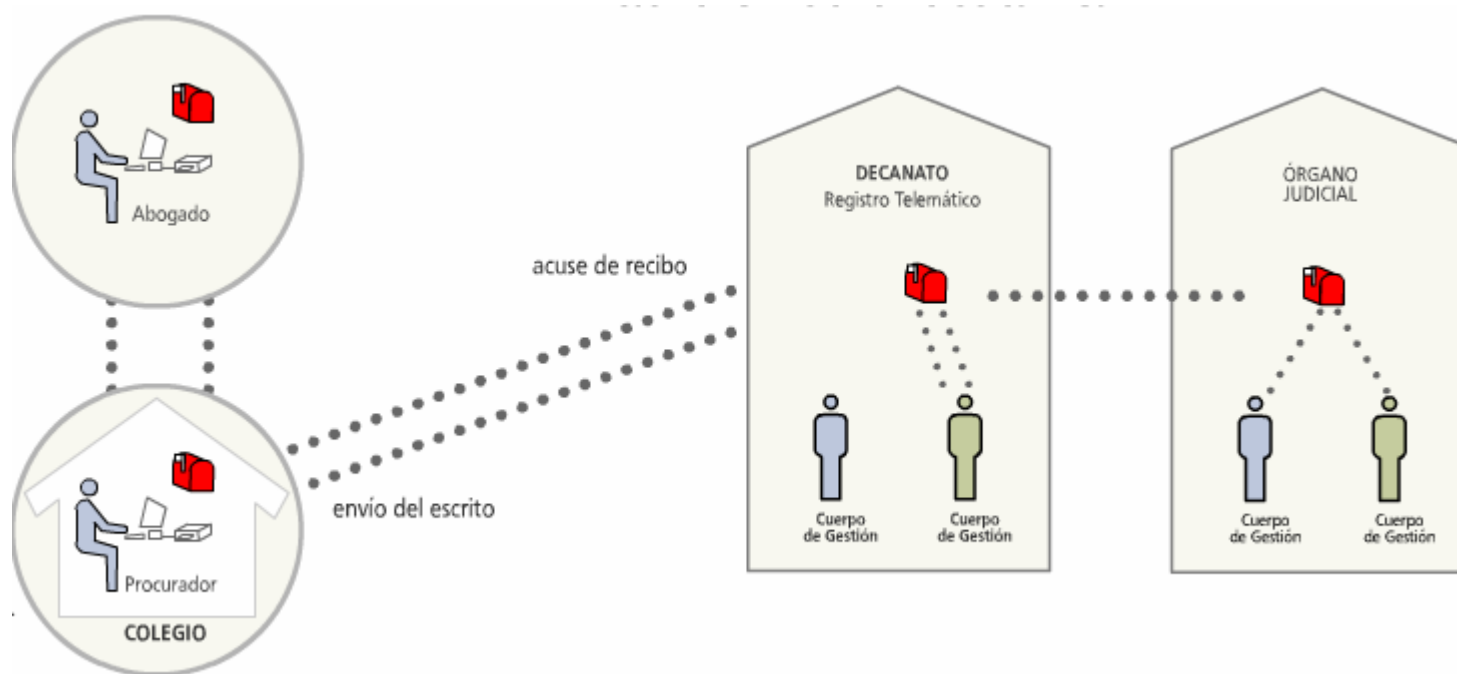 Abogado
DECANATO
Registro Telemático
ÓRGANO
JUDICIAL
acuse de recibo
envío del escrito
Procurador
COLEGIO
Cuerpo
de Gestión
Cuerpo
de Gestión
Cuerpo
de Gestión
Cuerpo
de Gestión